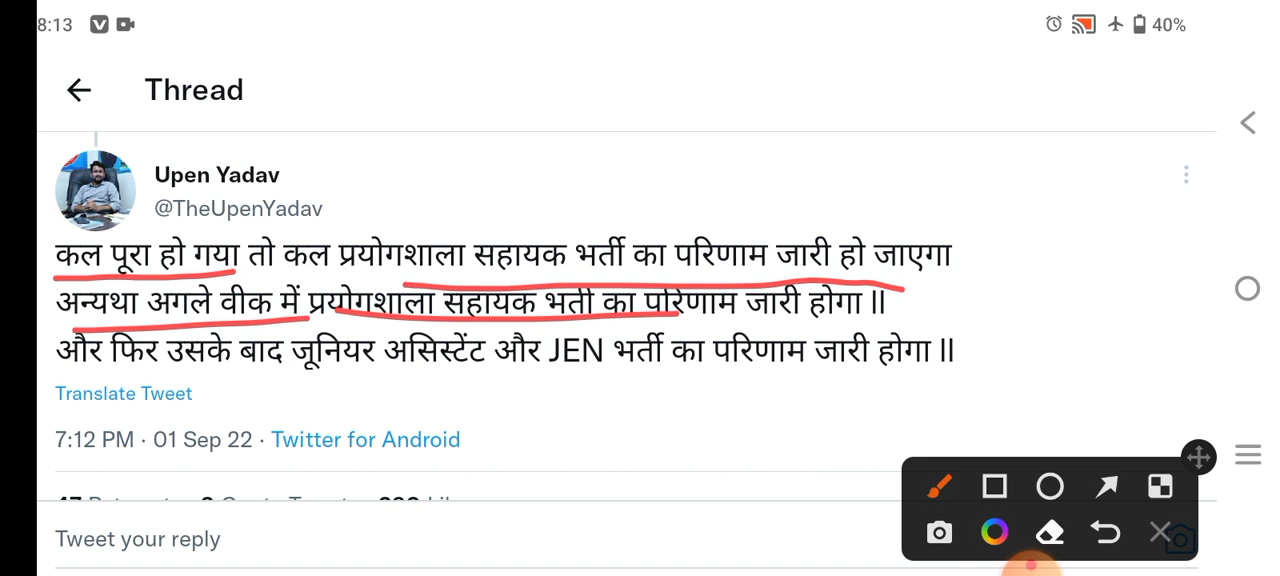 8:13
40%
Thread
Upen Yadav
@TheUpenYadav
कल पूरा हो गया तो कल प्रयोगशाला सहायक भर्ती का परिणाम जारी हो जाएगा
अन्यथा अगले वीक में प्रयोगशाला सहायक भर्ती का परिणाम जारी होगा ll
और फिर उसके बाद जूनियर असिस्टेंट और JEN भर्ती का परिणाम जारी होगा ll
Translate Tweet
7:12 PM · 01 Sep 22 · Twitter for Android
Tweet your reply